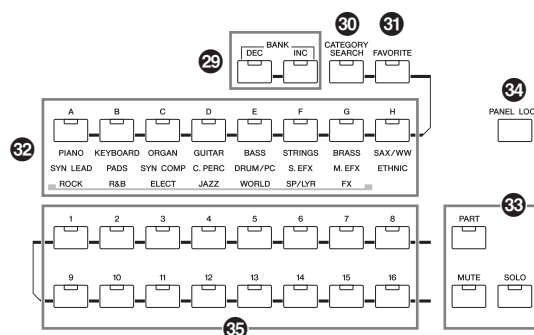 30 31
CATEGORY SEARCH FAVORITE
29 BANK
DEC INC
34
PANEL LOC
A B C D E F G H
32
PIANO KEYBOARD ORGAN GUITAR BASS STRINGS BRASS SAX/WW
SYN LEAD PADS SYN COMP C. PERC DRUM/PC S. EFX M. EFX ETHNIC
ROCK R&B ELECT JAZZ WORLD SP/LYR FX
33
1 2 3 4 5 6 7 8 PART
9 10 11 12 13 14 15 16 MUTE SOLO
35